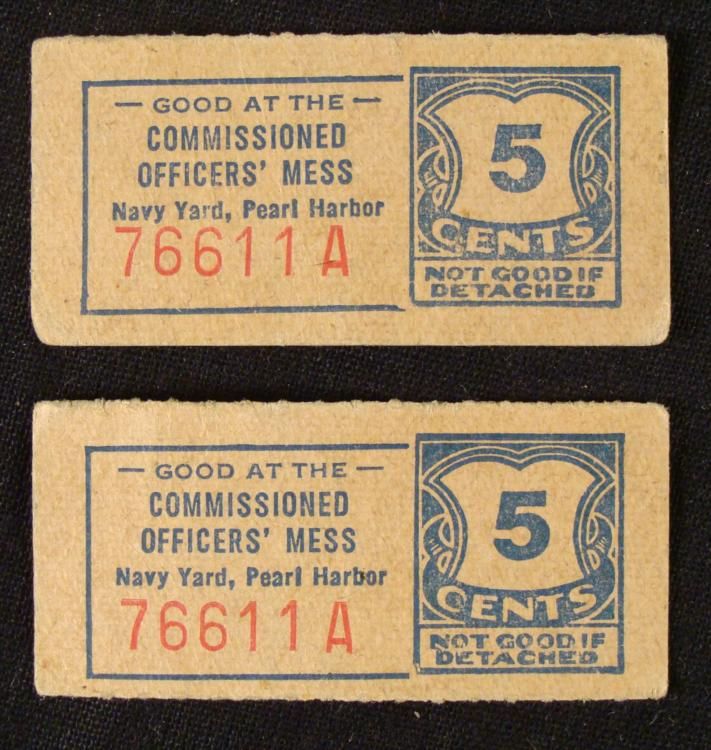 — GOOD AT THE —
COMMISSIONED
OFFICERS' MESS
Navy Yard, Pearl Harbor
76611 A
5
CENTS
NOT GOOD IF
DETACHED
— GOOD AT THE —
COMMISSIONED
OFFICERS' MESS
Navy Yard, Pearl Harbor
76611 A
5
CENTS
NOT GOOD IF
DETACHED